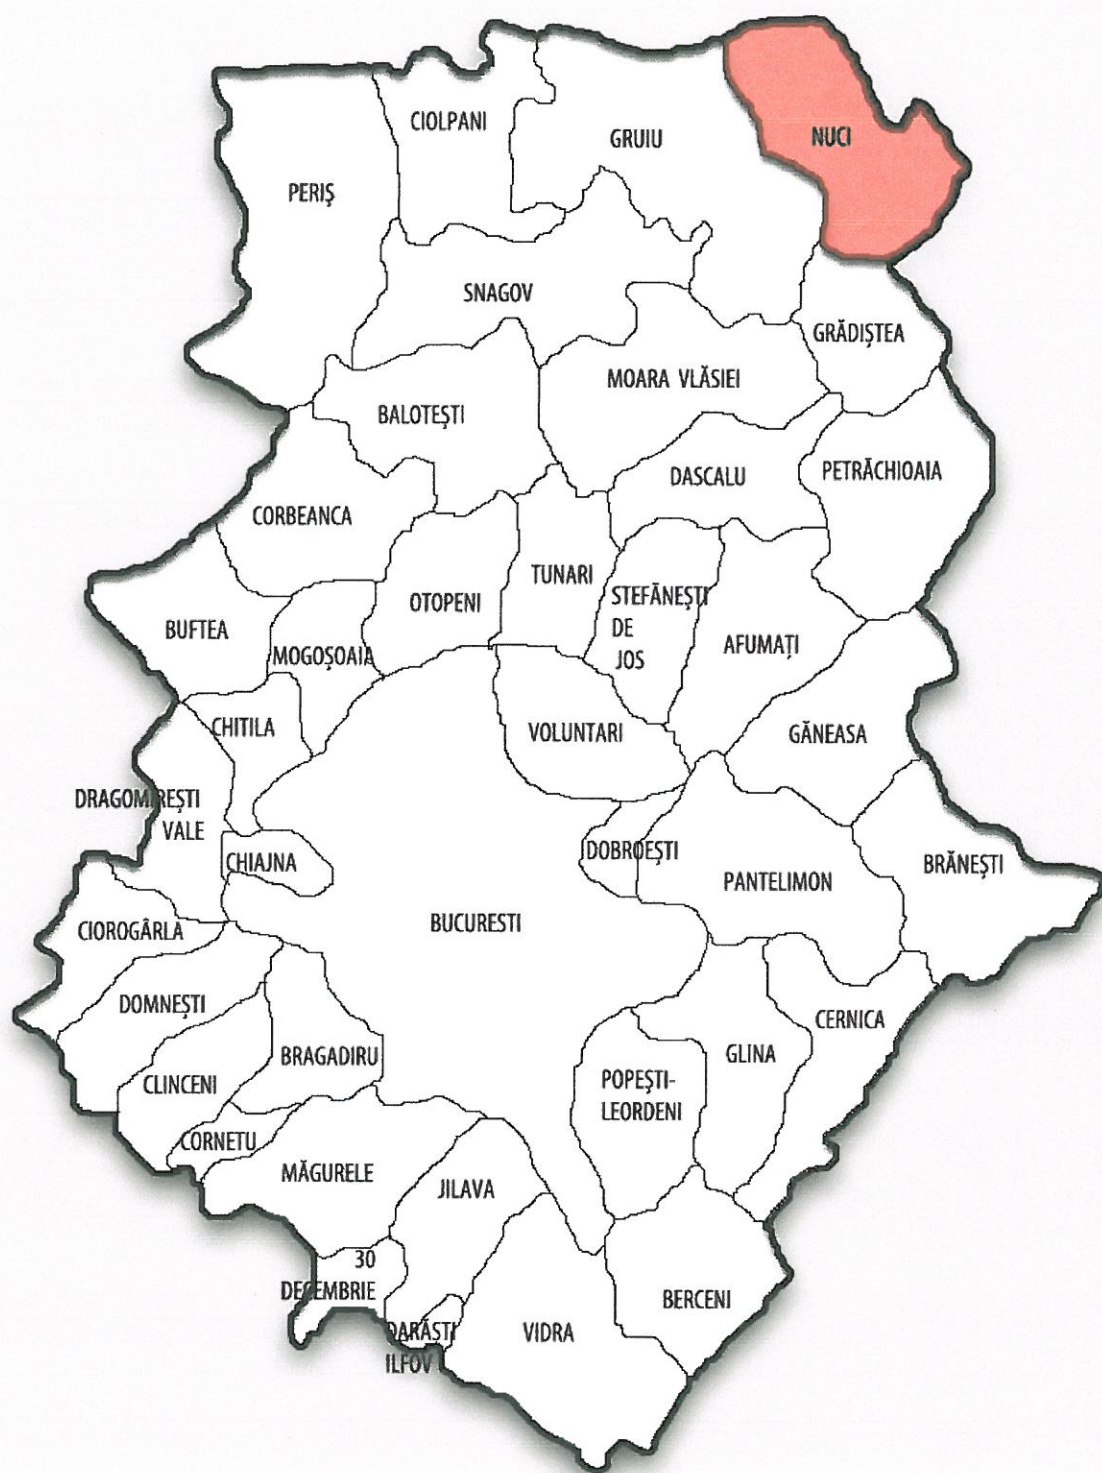 CIOLPANI
GRUIU
NUCI
PERIŞ
SNAGOV
GRĂDIŞTEA
MOARA VLĂSIEI
BALOTEŞTI
DASCALU
PETRĂCHIOAIA
CORBEANCA
TUNARI
OTOPENI
STEFĂNEŞTI
DE
JOS
BUFTEA
MOGOŞOAIA
AFUMAŢI
CHITILA
VOLUNTARI
GĂNEASA
DRAGOMIREŞTI
VALE
CHIAJNA
DOBROEŞTI
BRĂNEŞTI
PANTELIMON
BUCURESTI
CIOROGÂRLA
DOMNEŞTI
CERNICA
BRAGADIRU
GLINA
CLINCENI
POPEŞTI-
LEORDENI
CORNETU
MĂGURELE
JILAVA
30
DECEMBRIE
BERCENI
VIDRA
DARĂŞTI
ILFOV